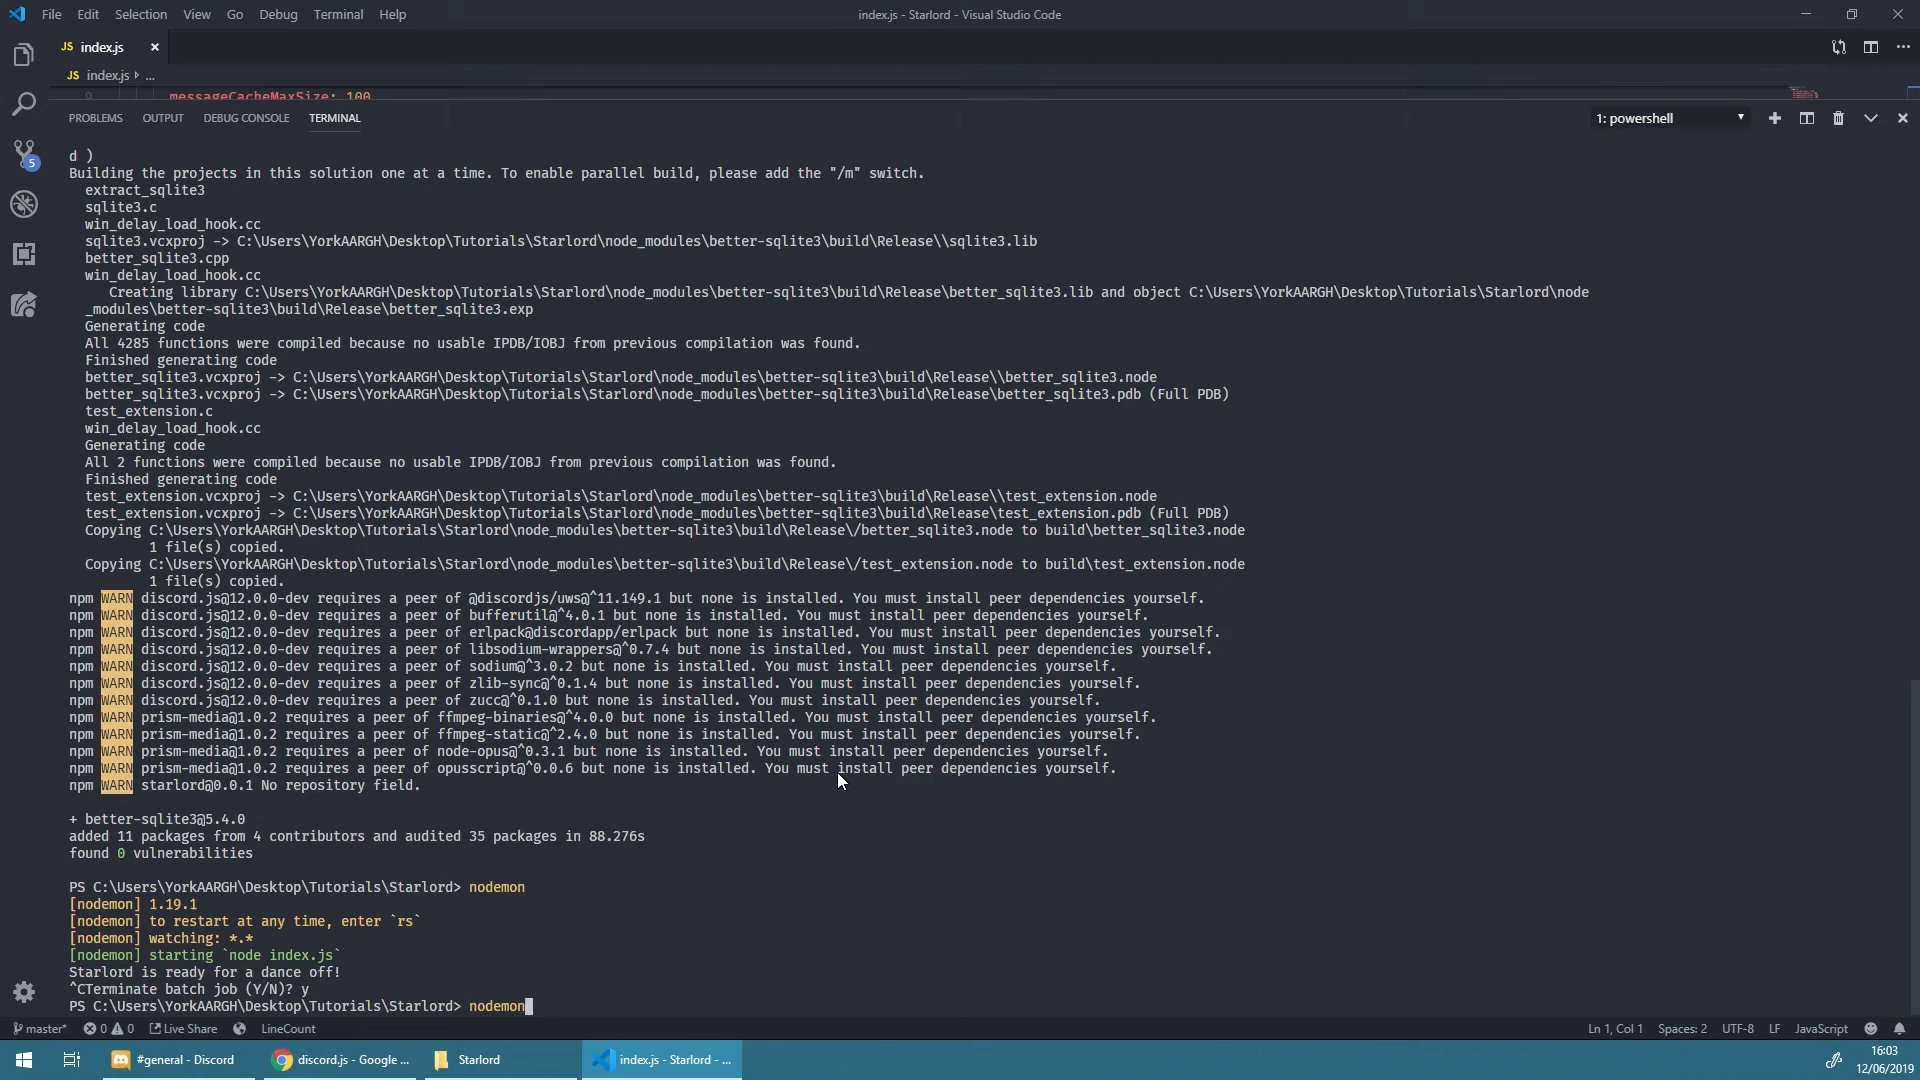 File Edit Selection View Go Debug Terminal Help index.js - Starlord - Visual Studio Code
JS index.js
JS index.js ...
9 messageCacheMaxSize: 100
PROBLEMS OUTPUT DEBUG CONSOLE TERMINAL 1: powershell
d )
Building the projects in this solution one at a time. To enable parallel build, please add the "/m" switch.
extract_sqlite3
sqlite3.c
win_delay_load_hook.cc
sqlite3.vcxproj -> C:\Users\YorkAARGH\Desktop\Tutorials\Starlord\node_modules\better-sqlite3\build\Release\\sqlite3.lib
better_sqlite3.cpp
win_delay_load_hook.cc
Creating library C:\Users\YorkAARGH\Desktop\Tutorials\Starlord\node_modules\better-sqlite3\build\Release\better_sqlite3.lib and object C:\Users\YorkAARGH\Desktop\Tutorials\Starlord\node
_modules\better-sqlite3\build\Release\better_sqlite3.exp
Generating code
All 4285 functions were compiled because no usable IPDB/IOBJ from previous compilation was found.
Finished generating code
better_sqlite3.vcxproj -> C:\Users\YorkAARGH\Desktop\Tutorials\Starlord\node_modules\better-sqlite3\build\Release\\better_sqlite3.node
better_sqlite3.vcxproj -> C:\Users\YorkAARGH\Desktop\Tutorials\Starlord\node_modules\better-sqlite3\build\Release\better_sqlite3.pdb (Full PDB)
test_extension.c
win_delay_load_hook.cc
Generating code
All 2 functions were compiled because no usable IPDB/IOBJ from previous compilation was found.
Finished generating code
test_extension.vcxproj -> C:\Users\YorkAARGH\Desktop\Tutorials\Starlord\node_modules\better-sqlite3\build\Release\\test_extension.node
test_extension.vcxproj -> C:\Users\YorkAARGH\Desktop\Tutorials\Starlord\node_modules\better-sqlite3\build\Release\test_extension.pdb (Full PDB)
Copying C:\Users\YorkAARGH\Desktop\Tutorials\Starlord\node_modules\better-sqlite3\build\Release\/better_sqlite3.node to build\better_sqlite3.node
1 file(s) copied.
Copying C:\Users\YorkAARGH\Desktop\Tutorials\Starlord\node_modules\better-sqlite3\build\Release\/test_extension.node to build\test_extension.node
1 file(s) copied.
npm WARN discord.js@12.0.0-dev requires a peer of @discordjs/uws@^11.149.1 but none is installed. You must install peer dependencies yourself.
npm WARN discord.js@12.0.0-dev requires a peer of bufferutil@^4.0.1 but none is installed. You must install peer dependencies yourself.
npm WARN discord.js@12.0.0-dev requires a peer of erlpack@discordapp/erlpack but none is installed. You must install peer dependencies yourself.
npm WARN discord.js@12.0.0-dev requires a peer of libsodium-wrappers@^0.7.4 but none is installed. You must install peer dependencies yourself.
npm WARN discord.js@12.0.0-dev requires a peer of sodium@^3.0.2 but none is installed. You must install peer dependencies yourself.
npm WARN discord.js@12.0.0-dev requires a peer of zlib-sync@^0.1.4 but none is installed. You must install peer dependencies yourself.
npm WARN discord.js@12.0.0-dev requires a peer of zucc@^0.1.0 but none is installed. You must install peer dependencies yourself.
npm WARN prism-media@1.0.2 requires a peer of ffmpeg-binaries@^4.0.0 but none is installed. You must install peer dependencies yourself.
npm WARN prism-media@1.0.2 requires a peer of ffmpeg-static@^2.4.0 but none is installed. You must install peer dependencies yourself.
npm WARN prism-media@1.0.2 requires a peer of node-opus@^0.3.1 but none is installed. You must install peer dependencies yourself.
npm WARN prism-media@1.0.2 requires a peer of opusscript@^0.0.6 but none is installed. You must install peer dependencies yourself.
npm WARN starlord@0.0.1 No repository field.
+ better-sqlite3@5.4.0
added 11 packages from 4 contributors and audited 35 packages in 88.276s
found 0 vulnerabilities
PS C:\Users\YorkAARGH\Desktop\Tutorials\Starlord> nodemon
[nodemon] 1.19.1
[nodemon] to restart at any time, enter `rs`
[nodemon] watching: *.*
[nodemon] starting `node index.js`
Starlord is ready for a dance off!
^CTerminate batch job (Y/N)? y
PS C:\Users\YorkAARGH\Desktop\Tutorials\Starlord> nodemon
5
master* 0 0 Live Share LineCount Ln 1, Col 1 Spaces: 2 UTF-8 LF JavaScript
#general - Discord discord.js - Google ... Starlord index.js - Starlord - ... 16:03
12/06/2019